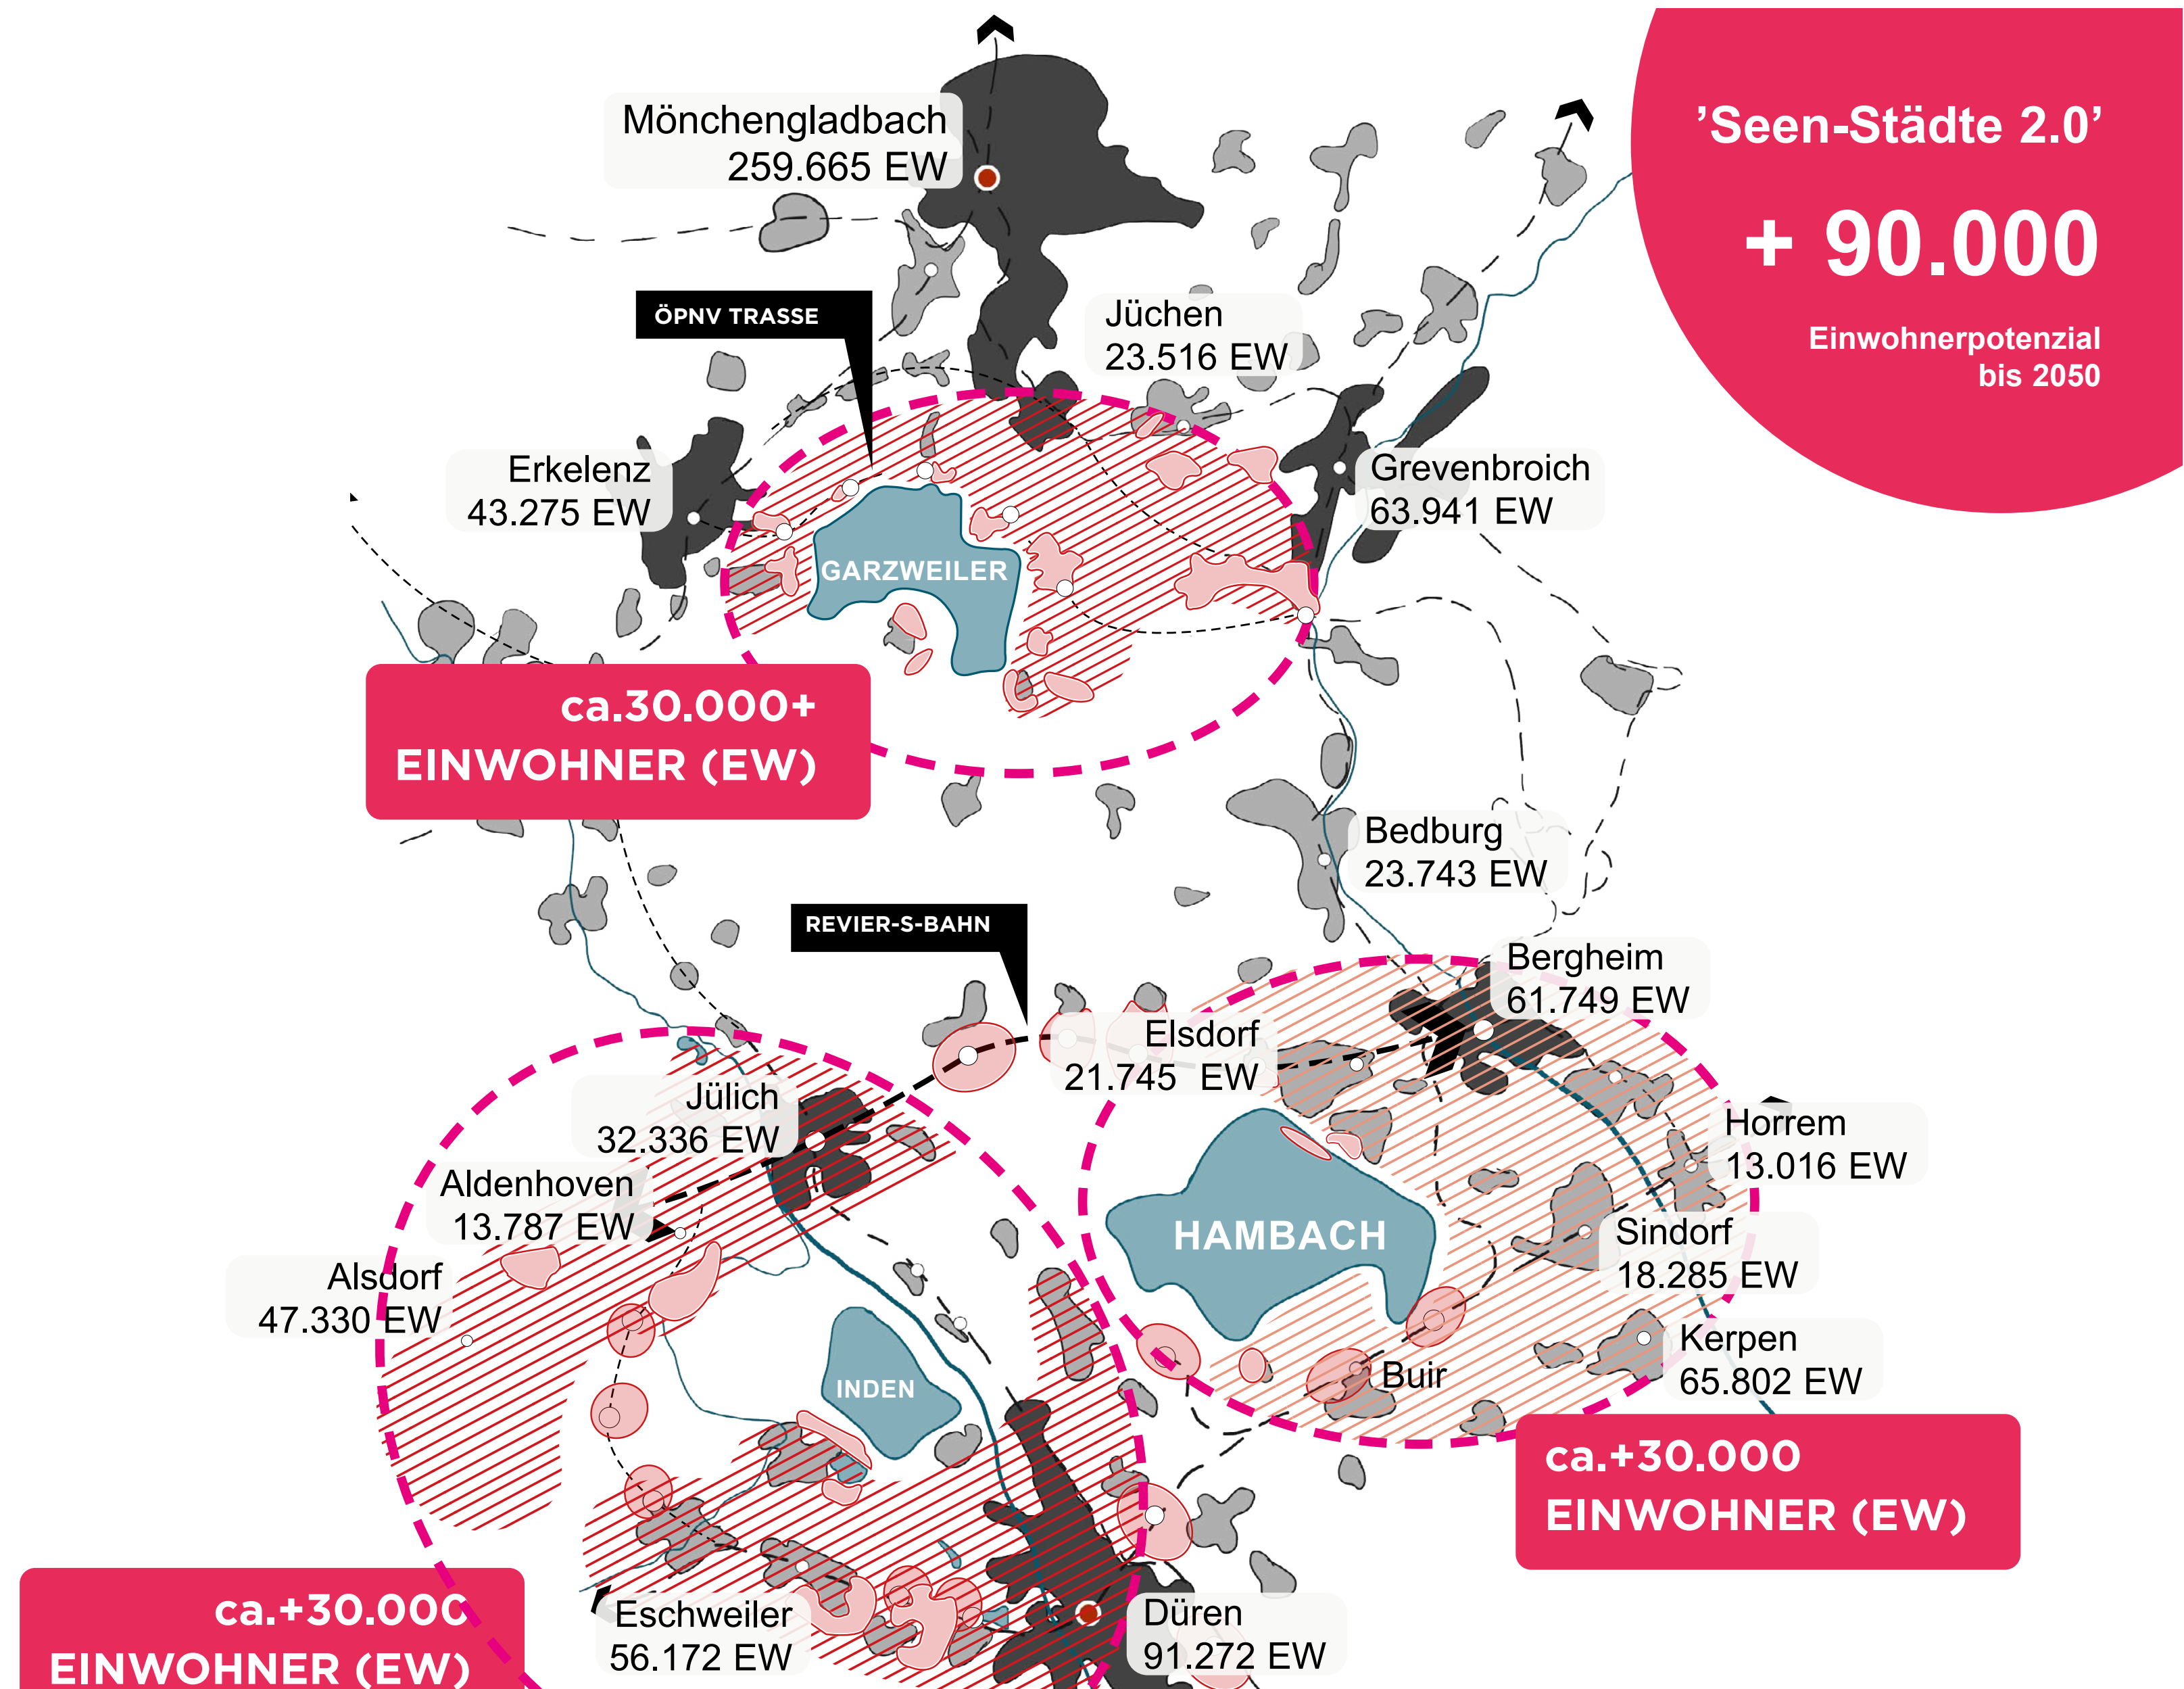 Mönchengladbach
259.665 EW
’Seen-Städte 2.0’
+ 90.000
Einwohnerpotenzial
bis 2050
ÖPNV TRASSE
Jüchen
23.516 EW
Erkelenz
43.275 EW
Grevenbroich
63.941 EW
GARZWEILER
ca.30.000+
EINWOHNER (EW)
Bedburg
23.743 EW
REVIER-S-BAHN
Bergheim
61.749 EW
Elsdorf
21.745 EW
Jülich
32.336 EW
Horrem
13.016 EW
Aldenhoven
13.787 EW
HAMBACH
Sindorf
18.285 EW
Alsdorf
47.330 EW
Kerpen
65.802 EW
INDEN
Buir
ca.+30.000
EINWOHNER (EW)
ca.+30.000
EINWOHNER (EW)
Eschweiler
56.172 EW
Düren
91.272 EW